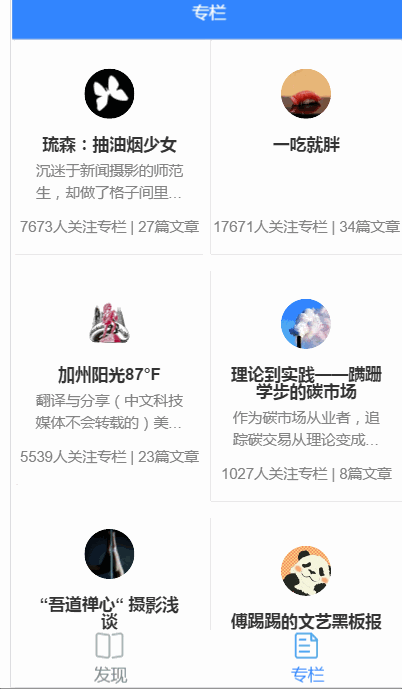 专栏
琉森：抽油烟少女
沉迷于新闻摄影的师范
生，却做了格子间里...
7673人关注专栏 | 27篇文章
一吃就胖
17671人关注专栏 | 34篇文章
加州阳光87°F
翻译与分享（中文科技
媒体不会转载的）美...
5539人关注专栏 | 23篇文章
理论到实践——蹒跚
学步的碳市场
作为碳市场从业者，追
踪碳交易从理论变成...
1027人关注专栏 | 8篇文章
“吾道禅心“ 摄影浅
谈
傅踢踢的文艺黑板报
发现
专栏